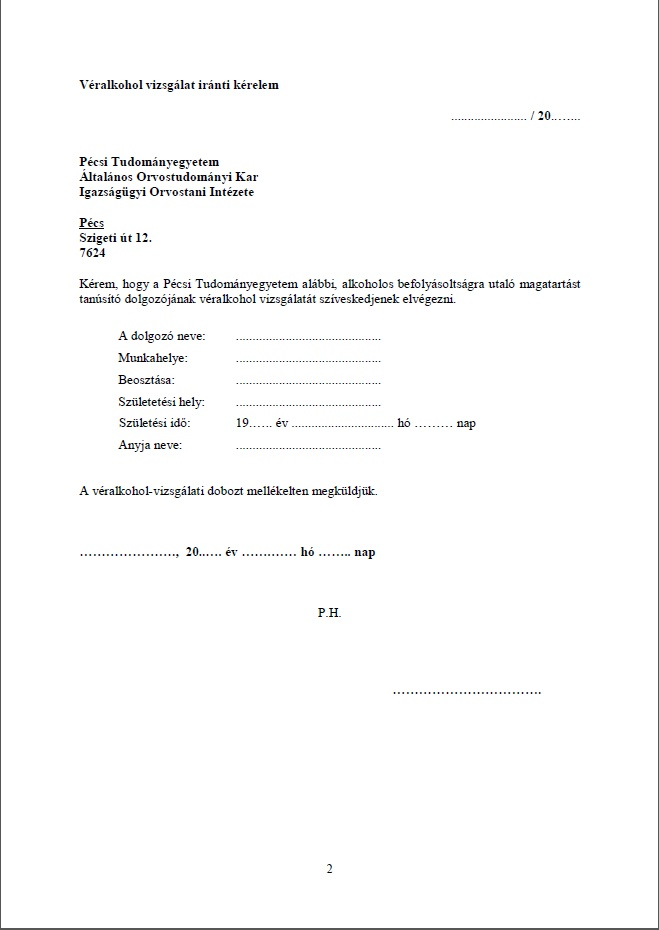 Véralkohol vizsgálat iránti kérelem
....................... / 20.........
Pécsi Tudományegyetem
Általános Orvostudományi Kar
Igazságügyi Orvostani Intézete
Pécs
Szigeti út 12.
7624
Kérem, hogy a Pécsi Tudományegyetem alábbi, alkoholos befolyásoltságra utaló magatartást
tanúsító dolgozójának véralkohol vizsgálatát szíveskedjenek elvégezni.
A dolgozó neve: ............................................
Munkahelye: ............................................
Beosztása: ............................................
Születetési hely: ............................................
Születési idő: 19…… év ............................... hó ……… nap
Anyja neve: ............................................
A véralkohol-vizsgálati dobozt mellékelten megküldjük.
…………………., 20..…. év …………. hó …….. nap
P.H.
…………………………….
2